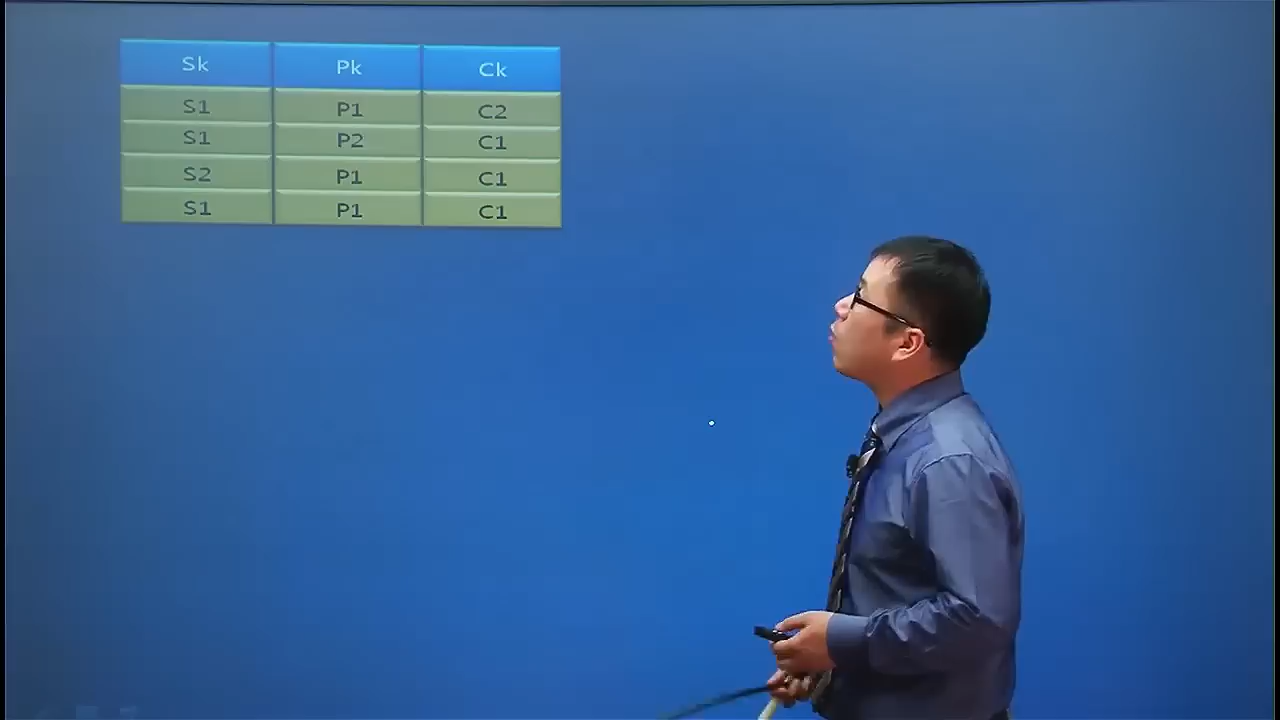 Sk Pk Ck
S1 P1 C2
S1 P2 C1
S2 P1 C1
S1 P1 C1